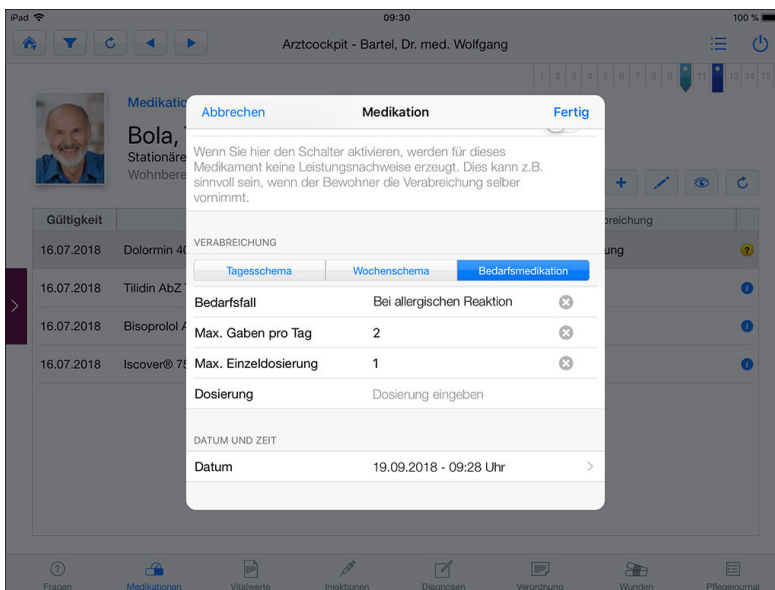 iPad 09:30 100 %
Arztcockpit - Bartel, Dr. med. Wolfgang
1 2 3 4 5 6 7 8 9 11 13 14 15
Medikatio
Bola,
Stationäre
Wohnbere
Abbrechen Medikation Fertig
Wenn Sie hier den Schalter aktivieren, werden für dieses
Medikament keine Leistungsnachweise erzeugt. Dies kann z.B.
sinnvoll sein, wenn der Bewohner die Verabreichung selber
vornimmt.
VERABREICHUNG
Tagesschema Wochenschema Bedarfsmedikation
Bedarfsfall Bei allergischen Reaktion
Max. Gaben pro Tag 2
Max. Einzeldosierung 1
Dosierung Dosierung eingeben
DATUM UND ZEIT
Datum 19.09.2018 - 09:28 Uhr
Gültigkeit breichung
16.07.2018 Dolormin 40 ung ?
16.07.2018 Tilidin AbZ i
16.07.2018 Bisoprolol A i
16.07.2018 Iscover® 75 i
Fragen Medikationen Vitalwerte Injektionen Diagnosen Verordnung Wunden Pflegejournal